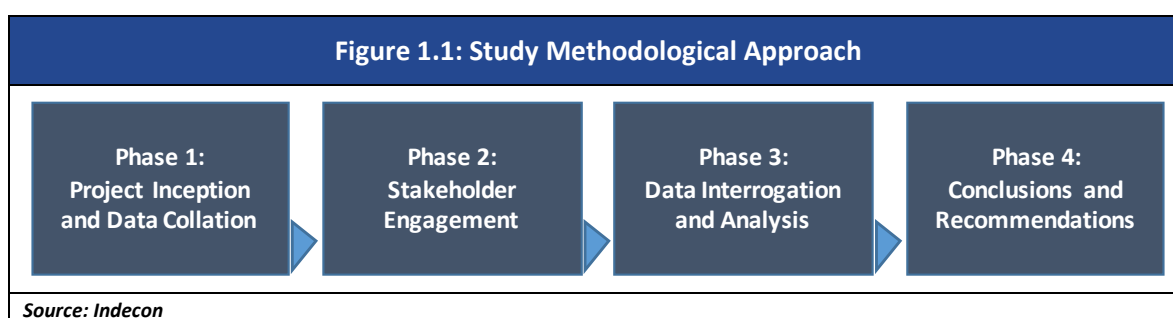 Figure 1.1: Study Methodological Approach
Phase 1:
Project Inception
and Data Collation
Phase 2:
Stakeholder
Engagement
Phase 3:
Data Interrogation
and Analysis
Phase 4:
Conclusions and
Recommendations
Source: Indecon